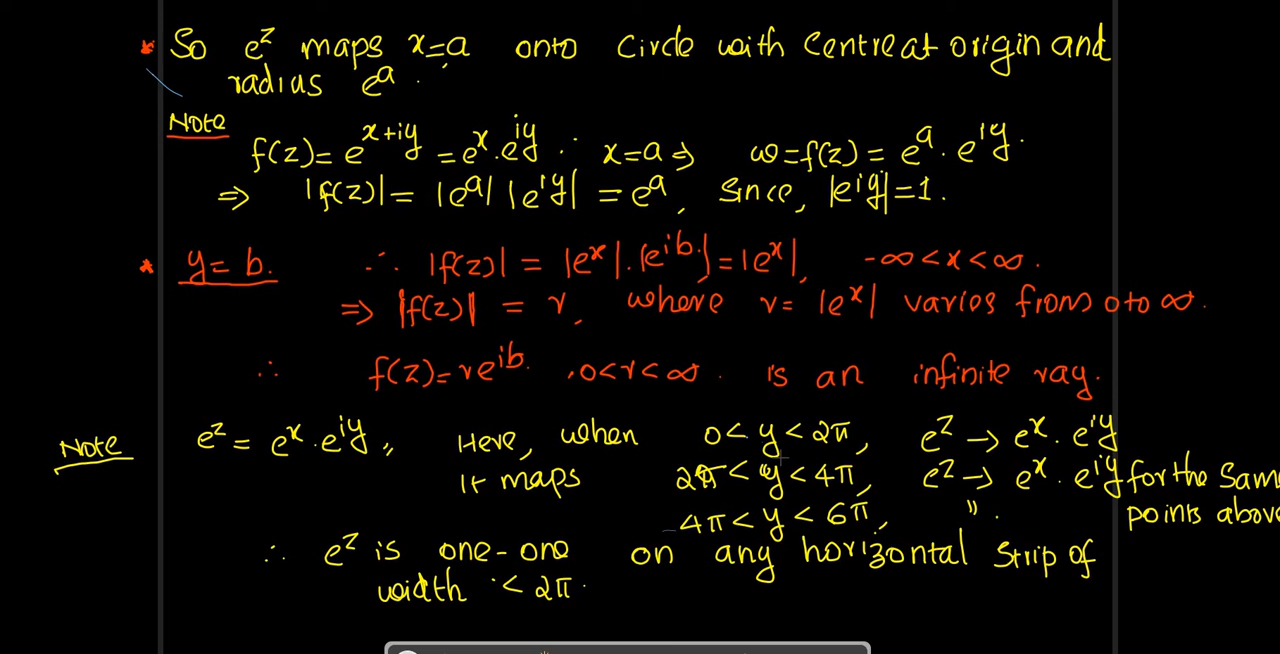 * So e^z maps x=a onto Circle with Centre at origin and
radius e^a.
Note
f(z)=e^{x+iy}=e^x.e^{iy} ∴ x=a ⇒ ω=f(z)=e^a.e^{iy}.
⇒ |f(z)|=|e^a||e^{iy}|=e^a, Since, |e^{iy}|=1.
* y=b. ∴ |f(z)|=|e^x|.|e^{ib}|=|e^x|, -∞<x<∞.
⇒ |f(z)|=r, where r=|e^x| varies from 0 to ∞.
∴ f(z)=re^{ib}, 0<r<∞. is an infinite ray.
Note e^z=e^x.e^{iy}, Here, when 0<y<2π, e^z→e^x.e^{iy}
It maps 2π<y<4π, e^z→e^x.e^{iy} for the Same
4π<y<6π, ". points above
∴ e^z is one-one on any horizontal Strip of
width <2π.